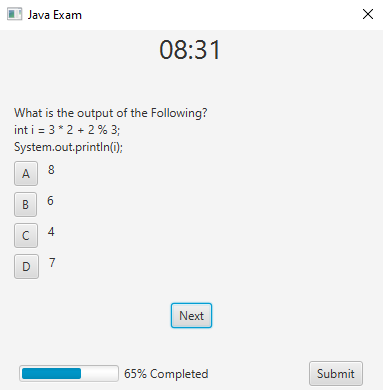 Java Exam
08:31
What is the output of the Following?
int i = 3 * 2 + 2 % 3;
System.out.println(i);
A 8
B 6
C 4
D 7
Next
65% Completed Submit